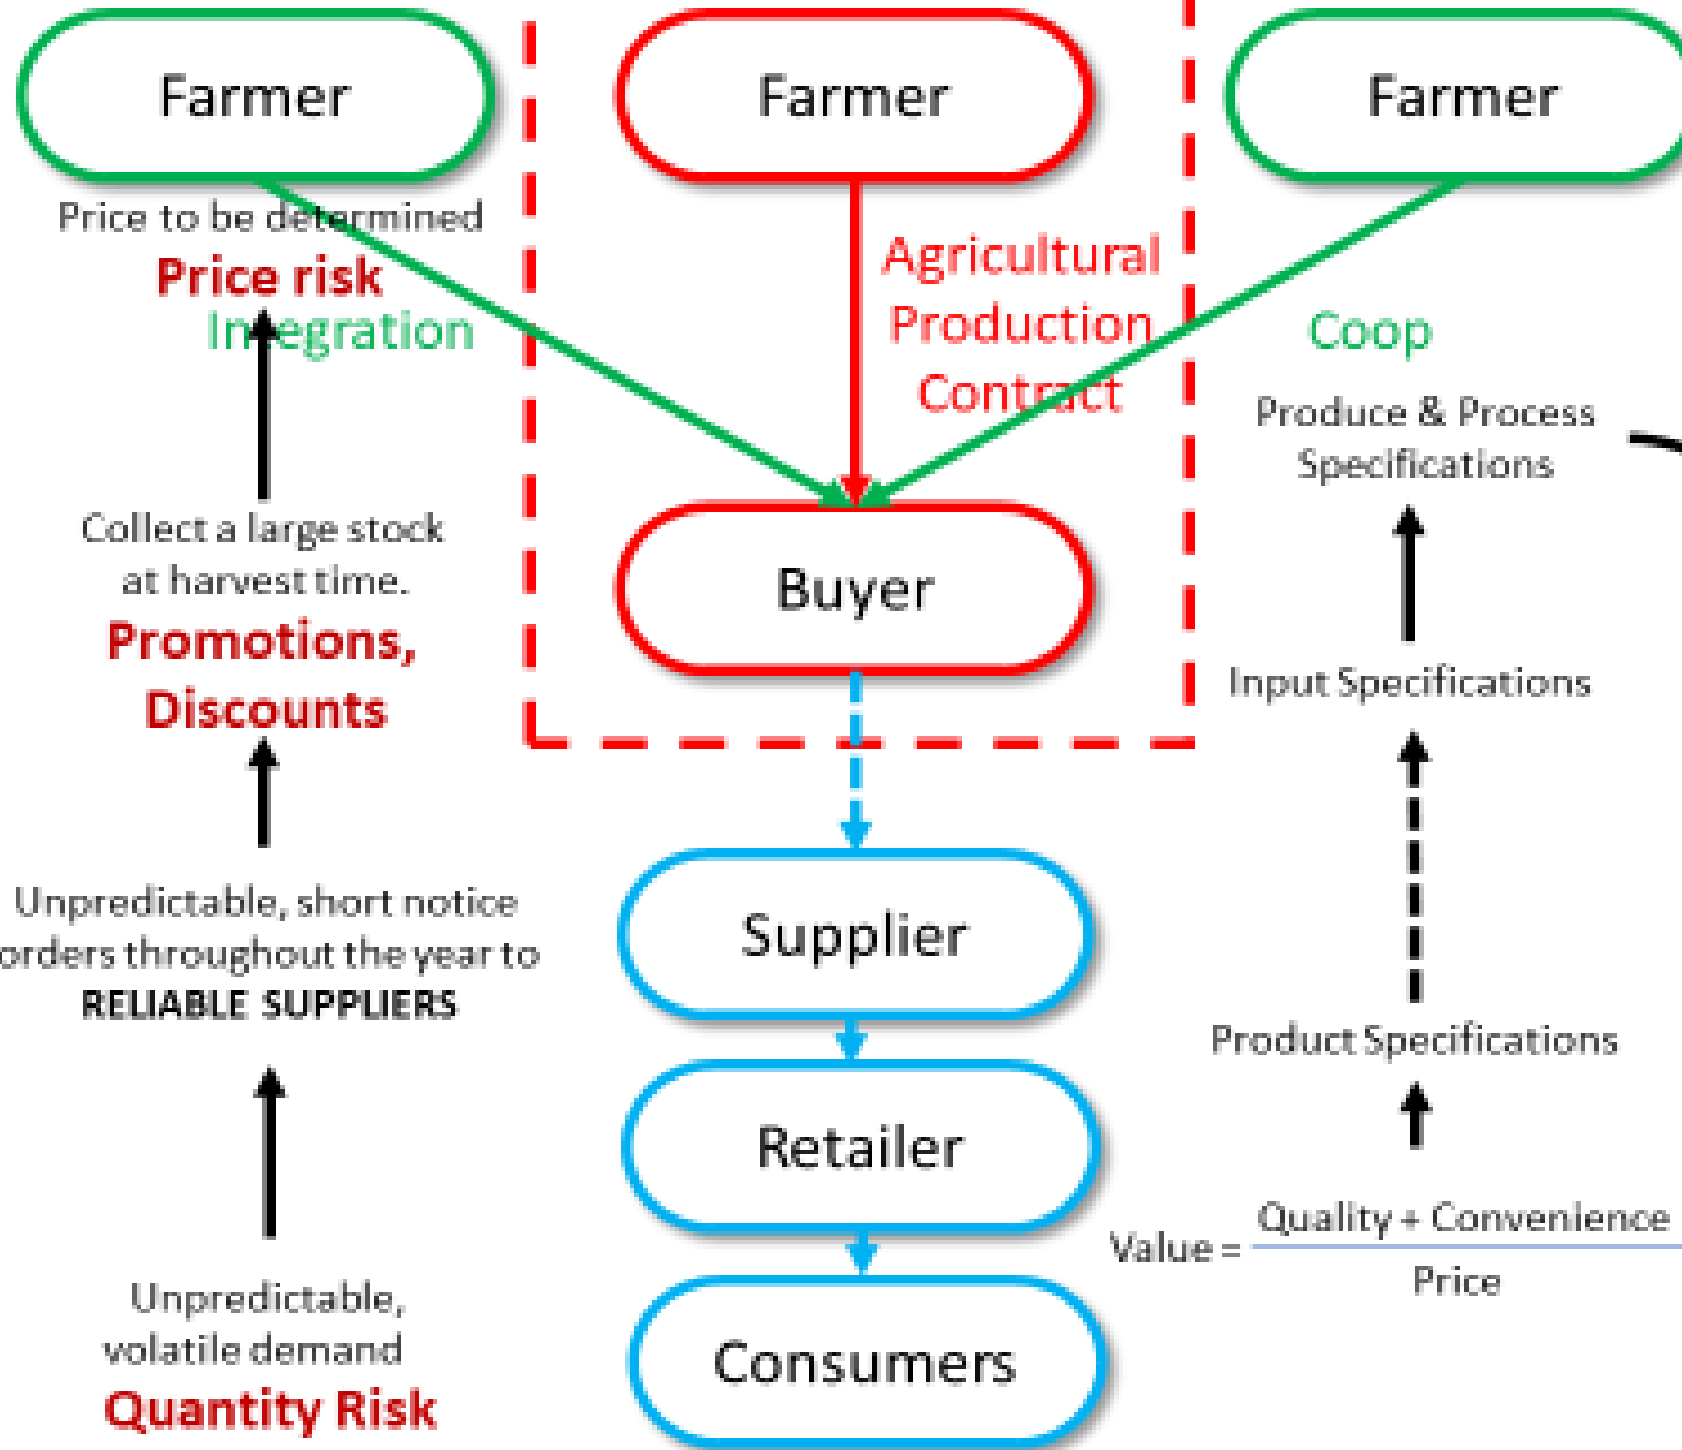 Farmer
Farmer
Farmer
Price to be determined
Price risk
Integration
Agricultural
Production
Contract
Coop
Produce & Process
Specifications
Collect a large stock
at harvest time.
Promotions,
Discounts
Buyer
Input Specifications
Unpredictable, short notice
orders throughout the year to
RELIABLE SUPPLIERS
Supplier
Product Specifications
Retailer
Value = Quality + Convenience
Price
Unpredictable,
volatile demand
Quantity Risk
Consumers